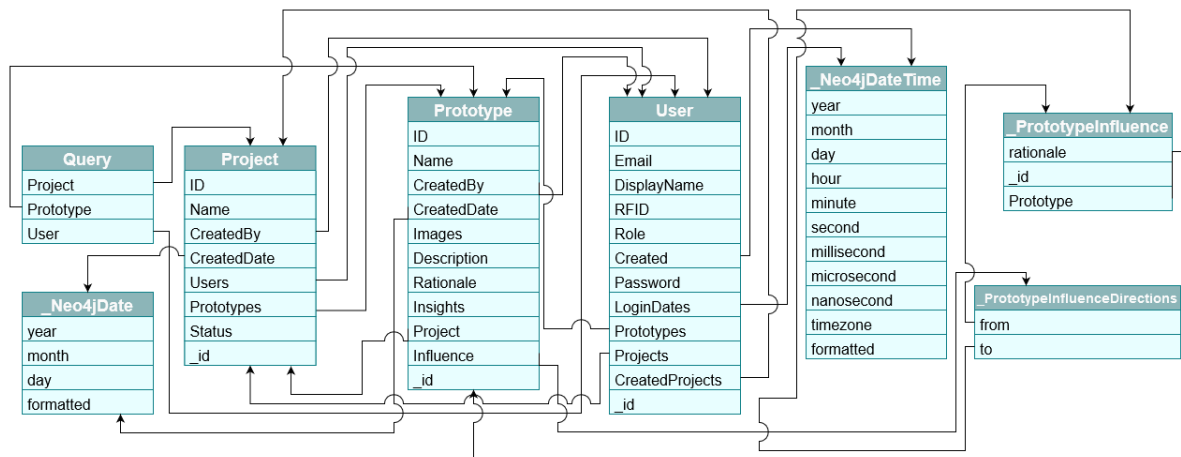 Query
Project
Prototype
User
_Neo4jDate
year
month
day
formatted
Project
ID
Name
CreatedBy
CreatedDate
Users
Prototypes
Status
_id
Prototype
ID
Name
CreatedBy
CreatedDate
Images
Description
Rationale
Insights
Project
Influence
_id
User
ID
Email
DisplayName
RFID
Role
Created
Password
LoginDates
Prototypes
Projects
CreatedProjects
_id
_Neo4jDateTime
year
month
day
hour
minute
second
millisecond
microsecond
nanosecond
timezone
formatted
_PrototypeInfluence
rationale
_id
Prototype
_PrototypeInfluenceDirections
from
to